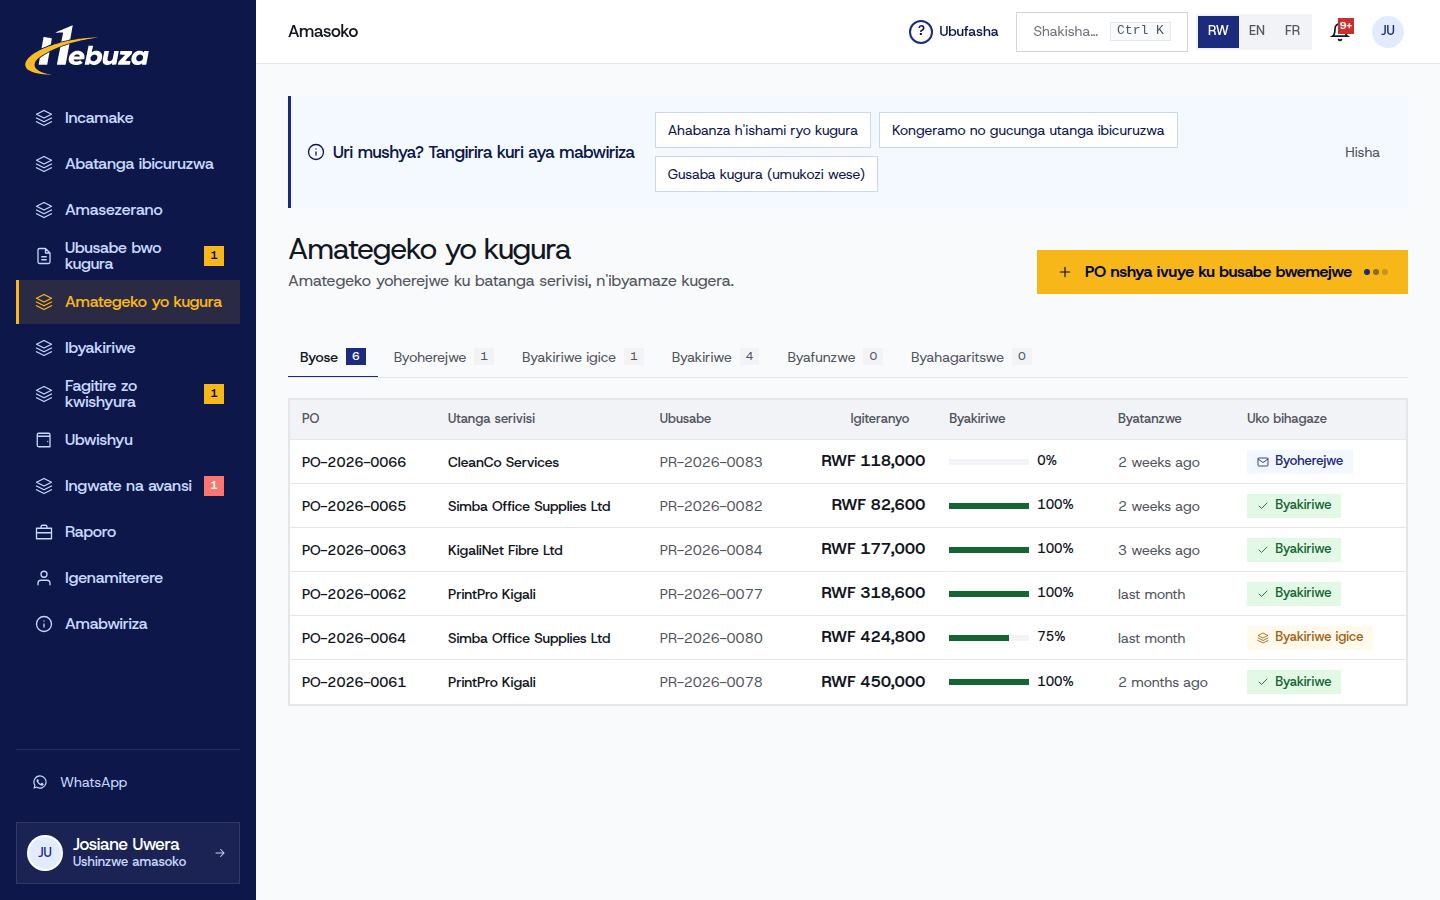 Hebuza
Incamake
Abatanga ibicuruzwa
Amasezerano
Ubusabe bwo
kugura
1
Amategeko yo kugura
Ibyakiriwe
Fagitire zo
kwishyura
1
Ubwishyu
Ingwate na avansi 1
Raporo
Igenamiterere
Amabwiriza
WhatsApp
JU
Josiane Uwera
Ushinzwe amasoko
Amasoko
? Ubufasha
Shakisha... Ctrl K
RW EN FR
9+
JU
Uri mushya? Tangirira kuri aya mabwiriza
Ahabanza h'ishami ryo kugura
Kongeramo no gucunga utanga ibicuruzwa
Gusaba kugura (umukozi wese)
Hisha
Amategeko yo kugura
Amategeko yoherejwe ku batanga serivisi, n'ibyamaze kugera.
+ PO nshya ivuye ku busabe bwemejwe
Byose 6 Byoherejwe 1 Byakiriwe igice 1 Byakiriwe 4 Byafunzwe 0 Byahagaritswe 0
PO Utanga serivisi Ubusabe Igiteranyo Byakiriwe Byatanzwe Uko bihagaze
PO-2026-0066 CleanCo Services PR-2026-0083 RWF 118,000 0% 2 weeks ago Byoherejwe
PO-2026-0065 Simba Office Supplies Ltd PR-2026-0082 RWF 82,600 100% 2 weeks ago Byakiriwe
PO-2026-0063 KigaliNet Fibre Ltd PR-2026-0084 RWF 177,000 100% 3 weeks ago Byakiriwe
PO-2026-0062 PrintPro Kigali PR-2026-0077 RWF 318,600 100% last month Byakiriwe
PO-2026-0064 Simba Office Supplies Ltd PR-2026-0080 RWF 424,800 75% last month Byakiriwe igice
PO-2026-0061 PrintPro Kigali PR-2026-0078 RWF 450,000 100% 2 months ago Byakiriwe